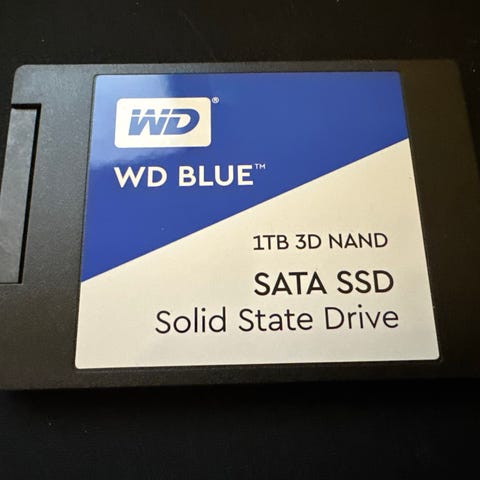 WD®
WD BLUE™
1TB 3D NAND
SATA SSD
Solid State Drive